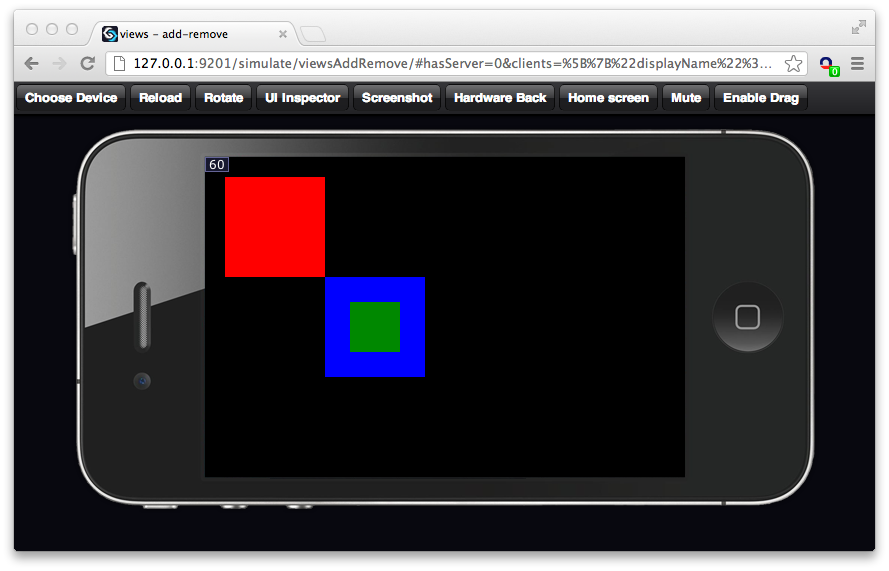 views - add-remove
127.0.0.1:9201/simulate/viewsAddRemove/#hasServer=0&clients=%5B%7B%22displayName%22%3...
0
Choose Device Reload Rotate UI Inspector Screenshot Hardware Back Home screen Mute Enable Drag
60